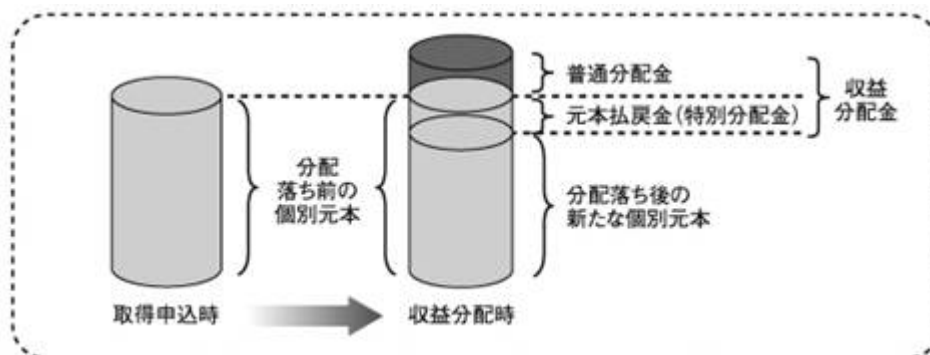 普通分配金
元本払戻金(特別分配金)
収益
分配金
分配
落ち前の
個別元本
分配落ち後の
新たな個別元本
取得申込時
収益分配時